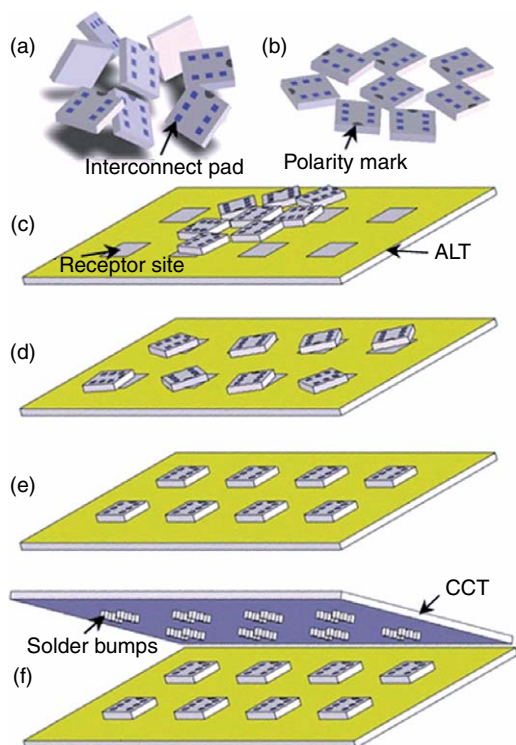 (a)
(b)
Interconnect pad
Polarity mark
(c)
Receptor site
ALT
(d)
(e)
CCT
Solder bumps
(f)